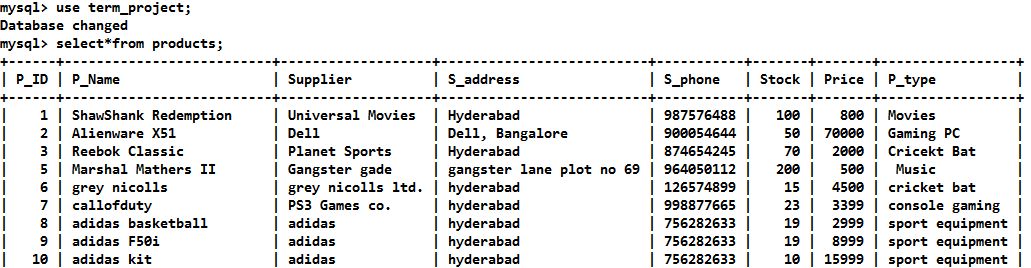 mysql> use term_project;
Database changed
mysql> select*from products;
+------+--------------------------+-------------------+--------------------------+-----------+-------+-------+-----------------+
| P_ID | P_Name | Supplier | S_address | S_phone | Stock | Price | P_type |
+------+--------------------------+-------------------+--------------------------+-----------+-------+-------+-----------------+
| 1 | ShawShank Redemption | Universal Movies | Hyderabad | 987576488 | 100 | 800 | Movies |
| 2 | Alienware X51 | Dell | Dell, Bangalore | 900054644 | 50 | 70000 | Gaming PC |
| 3 | Reebok Classic | Planet Sports | Hyderabad | 874654245 | 70 | 2000 | Cricekt Bat |
| 5 | Marshal Mathers II | Gangster gade | gangster lane plot no 69 | 964050112 | 200 | 500 | Music |
| 6 | grey nicolls | grey nicolls ltd. | hyderabad | 126574899 | 15 | 4500 | cricket bat |
| 7 | callofduty | PS3 Games co. | hyderabad | 998877665 | 23 | 3399 | console gaming |
| 8 | adidas basketball | adidas | hyderabad | 756282633 | 19 | 2999 | sport equipment |
| 9 | adidas F50i | adidas | hyderabad | 756282633 | 19 | 8999 | sport equipment |
| 10 | adidas kit | adidas | hyderabad | 756282633 | 10 | 15999 | sport equipment |